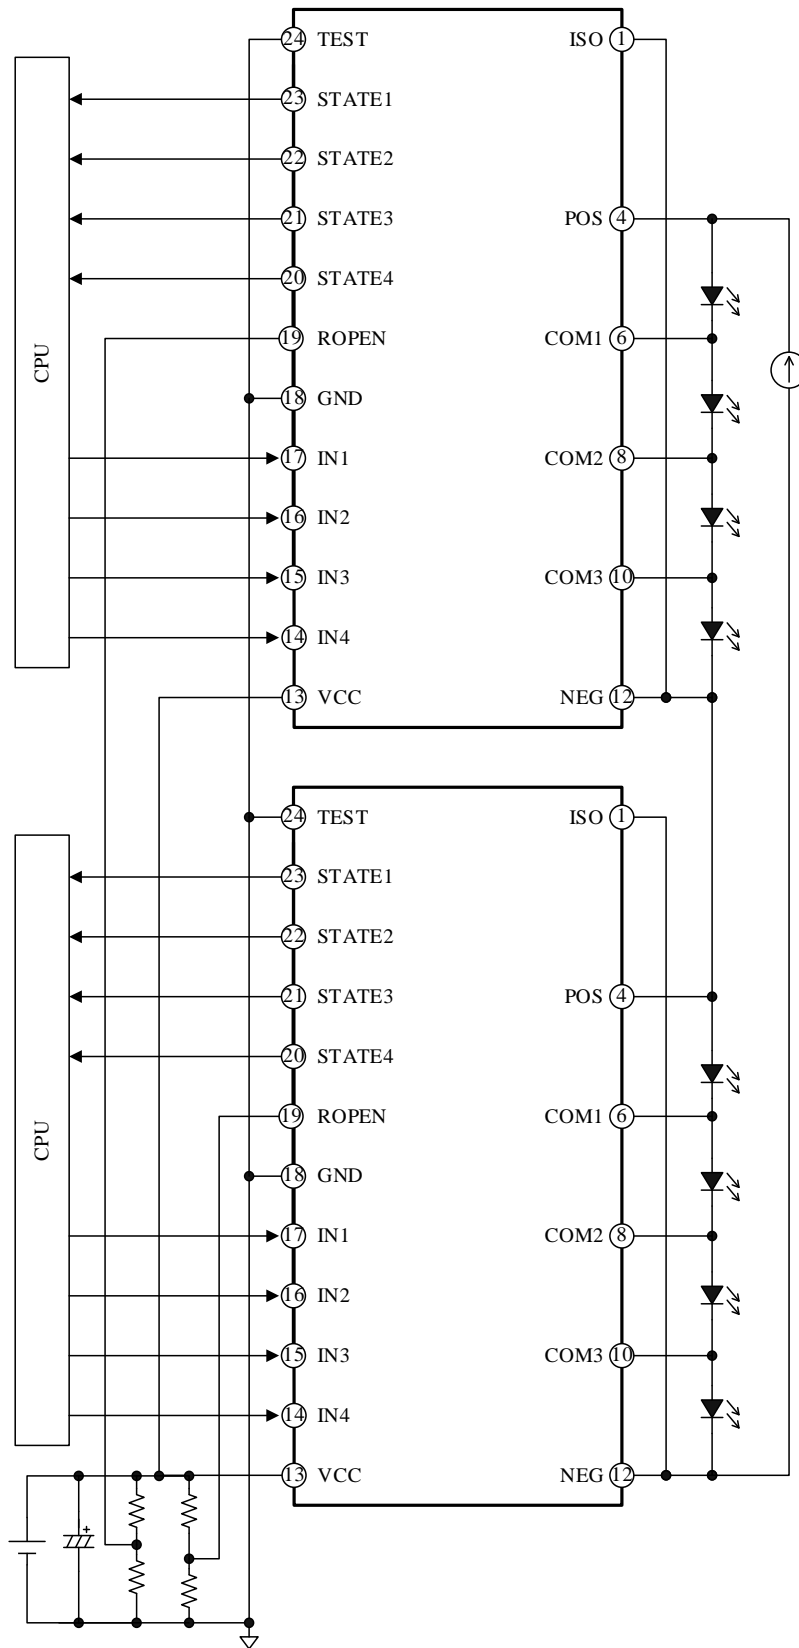 24 TEST ISO 1
23 STATE1
22 STATE2
21 STATE3 POS 4
20 STATE4
19 ROPEN COM1 6
CPU
18 GND
17 IN1 COM2 8
16 IN2
15 IN3 COM3 10
14 IN4
13 VCC NEG 12
24 TEST ISO 1
23 STATE1
22 STATE2
21 STATE3 POS 4
20 STATE4
19 ROPEN COM1 6
CPU
18 GND
17 IN1 COM2 8
16 IN2
15 IN3 COM3 10
14 IN4
13 VCC NEG 12
+